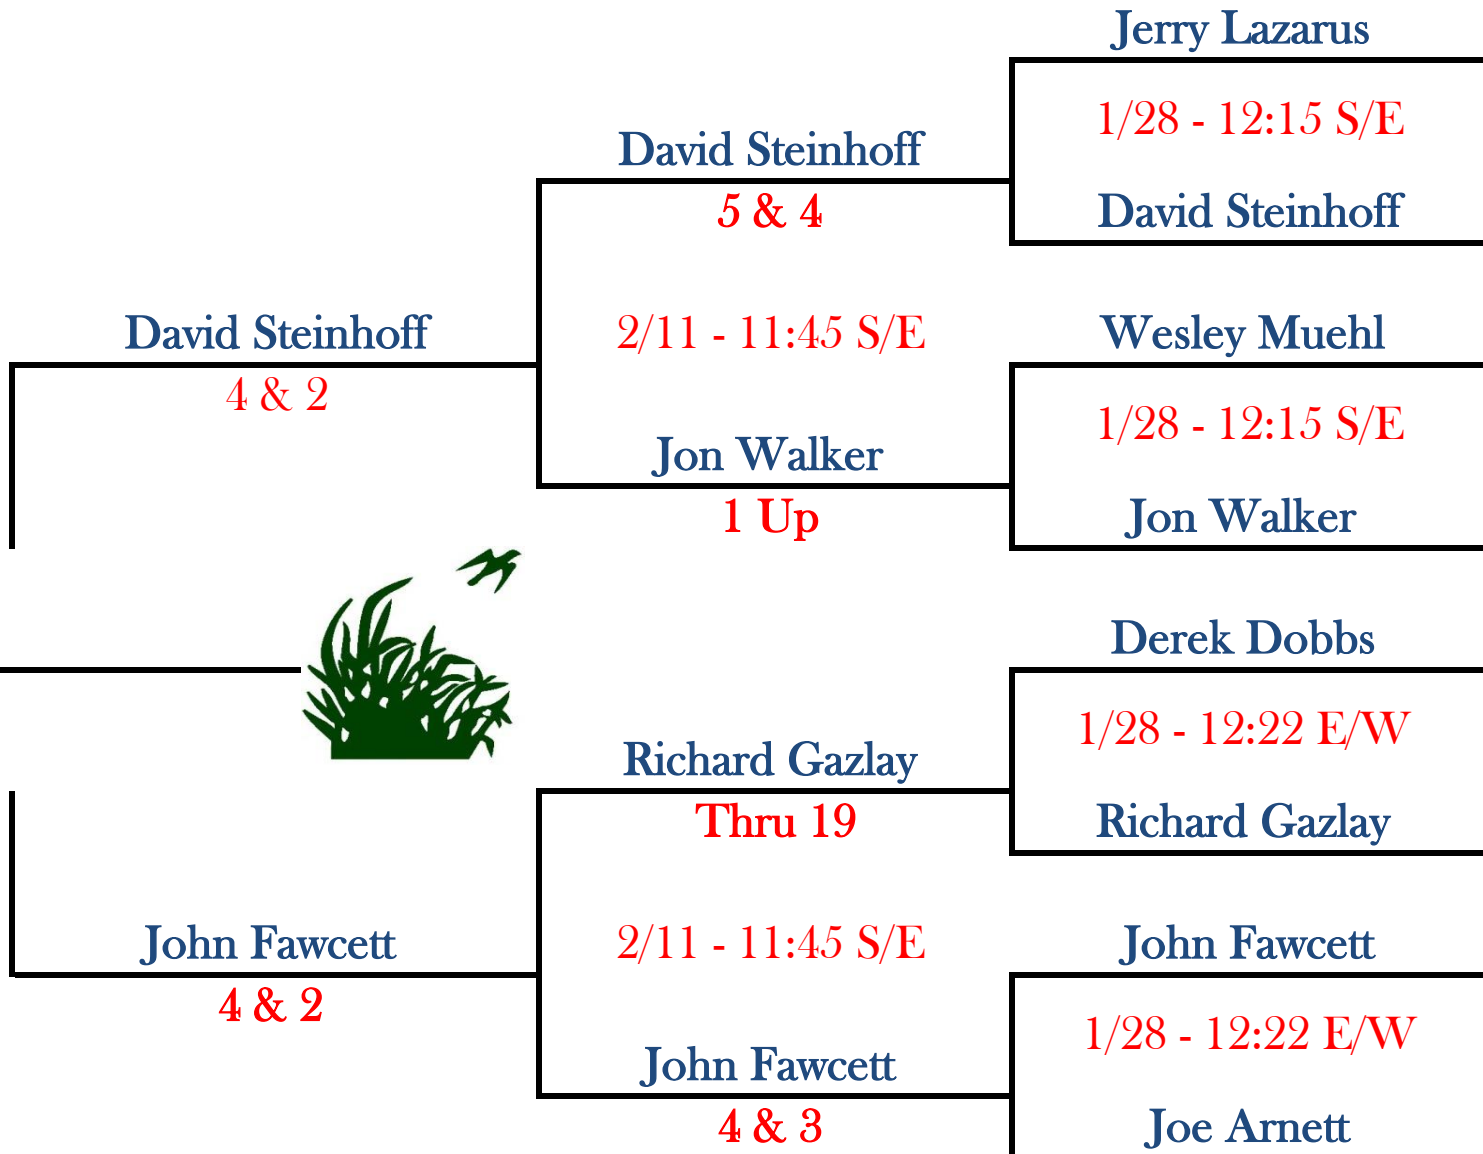 Jerry Lazarus
1/28 - 12:15 S/E
David Steinhoff
David Steinhoff
5 & 4
David Steinhoff
2/11 - 11:45 S/E
Wesley Muehl
4 & 2
1/28 - 12:15 S/E
Jon Walker
1 Up
Jon Walker
Derek Dobbs
1/28 - 12:22 E/W
Richard Gazlay
Thru 19
Richard Gazlay
John Fawcett
2/11 - 11:45 S/E
John Fawcett
4 & 2
1/28 - 12:22 E/W
John Fawcett
4 & 3
Joe Arnett